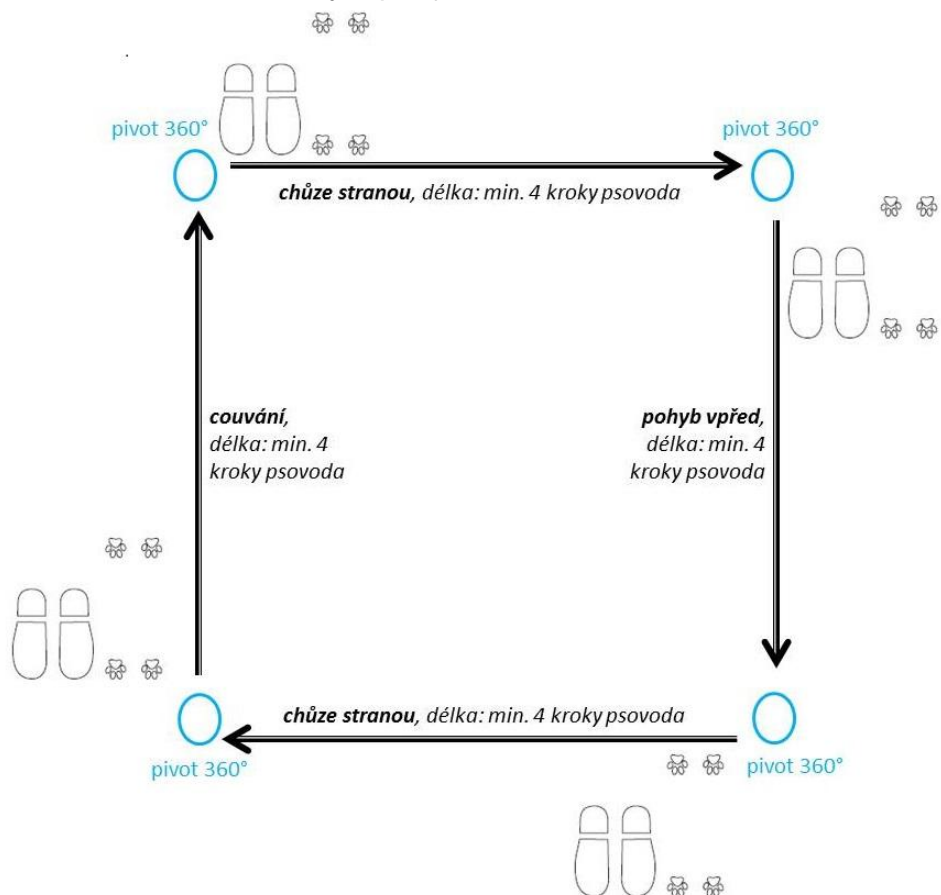 pivot 360°
pivot 360°
chůze stranou, délka: min. 4 kroky psovoda
couvání,
délka: min. 4
kroky psovoda
pohyb vpřed,
délka: min. 4
kroky psovoda
chůze stranou, délka: min. 4 kroky psovoda
pivot 360°
pivot 360°